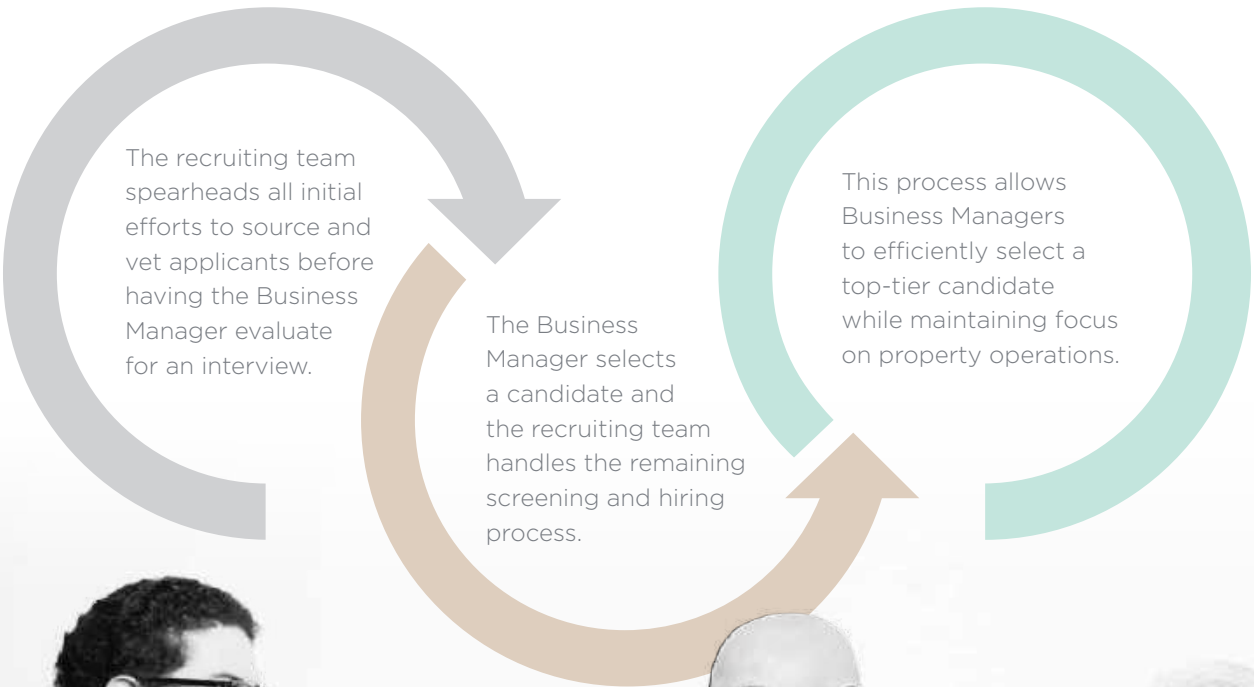 The recruiting team
spearheads all initial
efforts to source and
vet applicants before
having the Business
Manager evaluate
for an interview.
The Business
Manager selects
a candidate and
the recruiting team
handles the remaining
screening and hiring
process.
This process allows
Business Managers
to efficiently select a
top-tier candidate
while maintaining focus
on property operations.